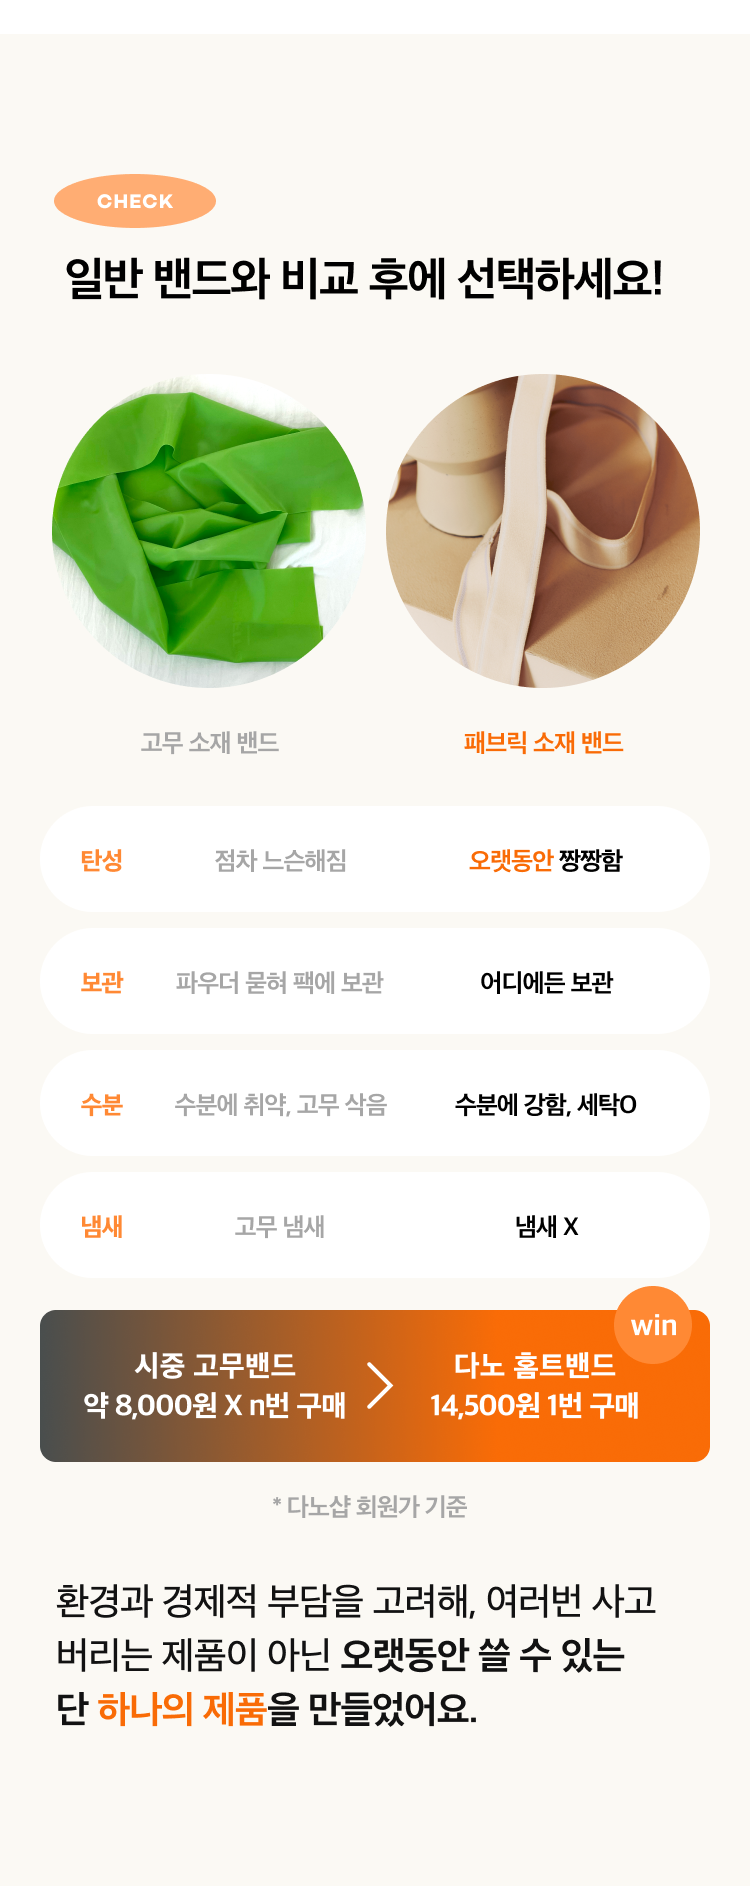 CHECK
일반 밴드와 비교 후에 선택하세요!
고무 소재 밴드
패브릭 소재 밴드
탄성 점차 느슨해짐 오랫동안 짱짱함
보관 파우더 묻혀 팩에 보관 어디에든 보관
수분 수분에 취약, 고무 삭음 수분에 강함, 세탁O
냄새 고무 냄새 냄새 X
win
시중 고무밴드
약 8,000원 X n번 구매
다노 홈트밴드
14,500원 1번 구매
* 다노샵 회원가 기준
환경과 경제적 부담을 고려해, 여러번 사고
버리는 제품이 아닌 오랫동안 쓸 수 있는
단 하나의 제품을 만들었어요.